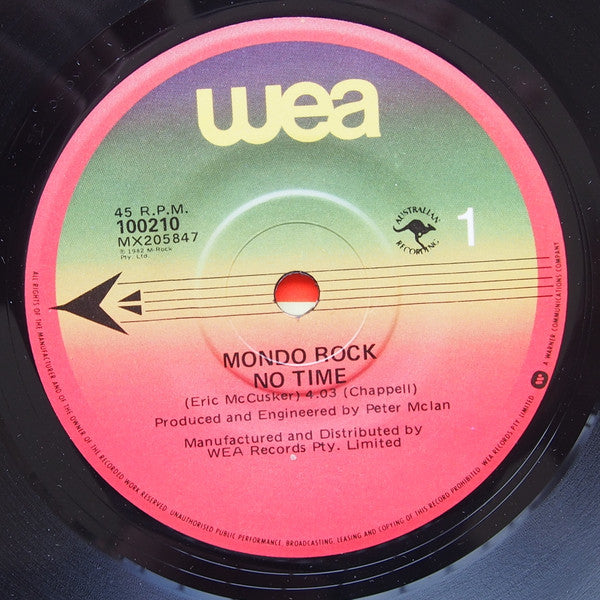 wea
45 R.P.M.
100210
MX205847
℗ 1982 M-Rock
Pty. Ltd.
AUSTRALIAN
RECORDING
1
MONDO ROCK
NO TIME
(Eric McCusker) 4.03 (Chappell)
Produced and Engineered by Peter McIan
Manufactured and Distributed by
WEA Records Pty. Limited
ALL RIGHTS OF THE MANUFACTURER AND OF THE OWNER OF THE RECORDED WORK RESERVED. UNAUTHORISED PUBLIC PERFORMANCE, BROADCASTING, LEASING AND COPYING OF THIS RECORD PROHIBITED. WEA RECORDS PTY. LIMITED
A WARNER COMMUNICATIONS COMPANY